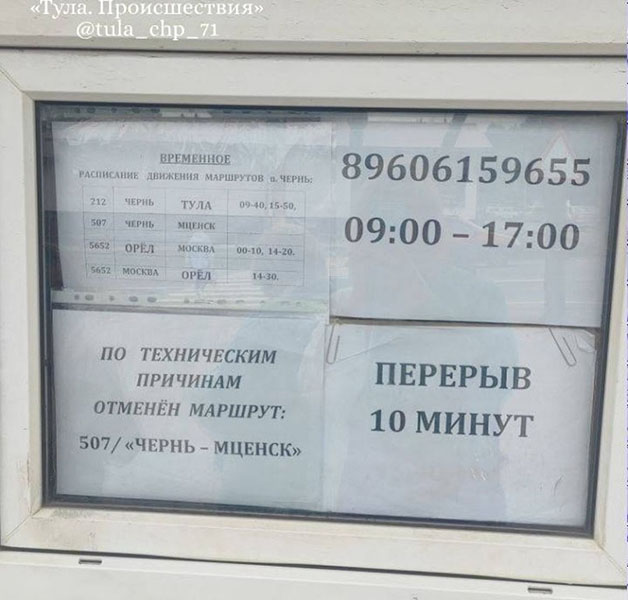 «Тула. Происшествия»
@tula_chp_71
ВРЕМЕННОЕ
РАСПИСАНИЕ ДВИЖЕНИЯ МАРШРУТОВ п. ЧЕРНЬ:
212 ЧЕРНЬ ТУЛА 09-40, 15-50,
507 ЧЕРНЬ МЦЕНСК
5652 ОРЁЛ МОСКВА 00-10, 14-20.
5652 МОСКВА ОРЁЛ 14-30.
89606159655
09:00 – 17:00
ПО ТЕХНИЧЕСКИМ
ПРИЧИНАМ
ОТМЕНЁН МАРШРУТ:
507/«ЧЕРНЬ – МЦЕНСК»
ПЕРЕРЫВ
10 МИНУТ